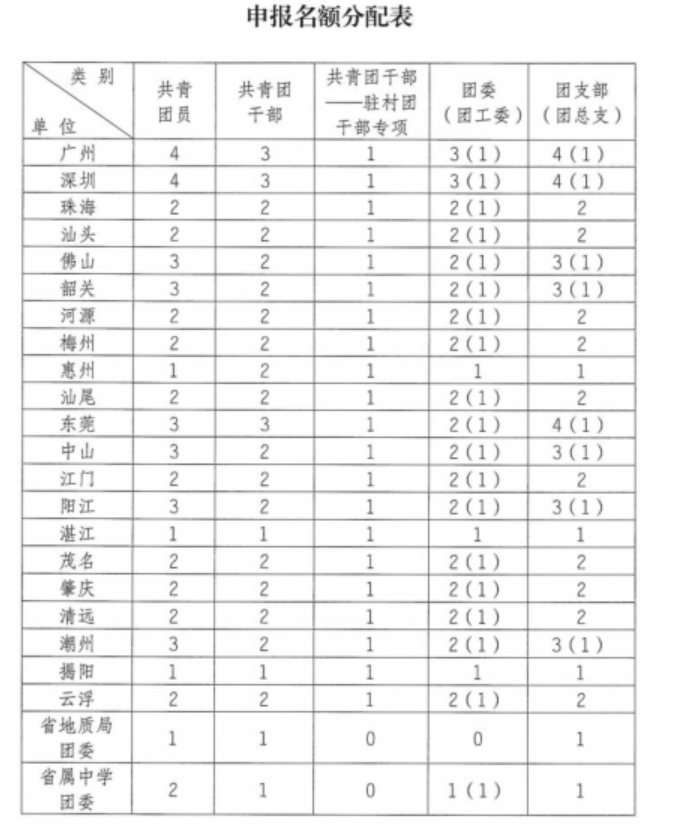 申报名额分配表
类 别
单 位
共青
团员
共青团
干部
共青团干部
——驻村团
干部专项
团委
(团工委)
团支部
(团总支)
广州 4 3 1 3(1) 4(1)
深圳 4 3 1 3(1) 4(1)
珠海 2 2 1 2(1) 2
汕头 2 2 1 2(1) 2
佛山 3 2 1 2(1) 3(1)
韶关 3 2 1 2(1) 3(1)
河源 2 2 1 2(1) 2
梅州 2 2 1 2(1) 2
惠州 1 2 1 1 1
汕尾 2 2 1 2(1) 2
东莞 3 3 1 2(1) 4(1)
中山 3 2 1 2(1) 3(1)
江门 2 2 1 2(1) 2
阳江 3 2 1 2(1) 3(1)
湛江 1 1 1 1 1
茂名 2 2 1 2(1) 2
肇庆 2 2 1 2(1) 2
清远 2 2 1 2(1) 2
潮州 3 2 1 2(1) 3(1)
揭阳 1 1 1 1 1
云浮 2 2 1 2(1) 2
省地质局
团委
1 1 0 0 1
省属中学
团委
2 1 0 1(1) 1